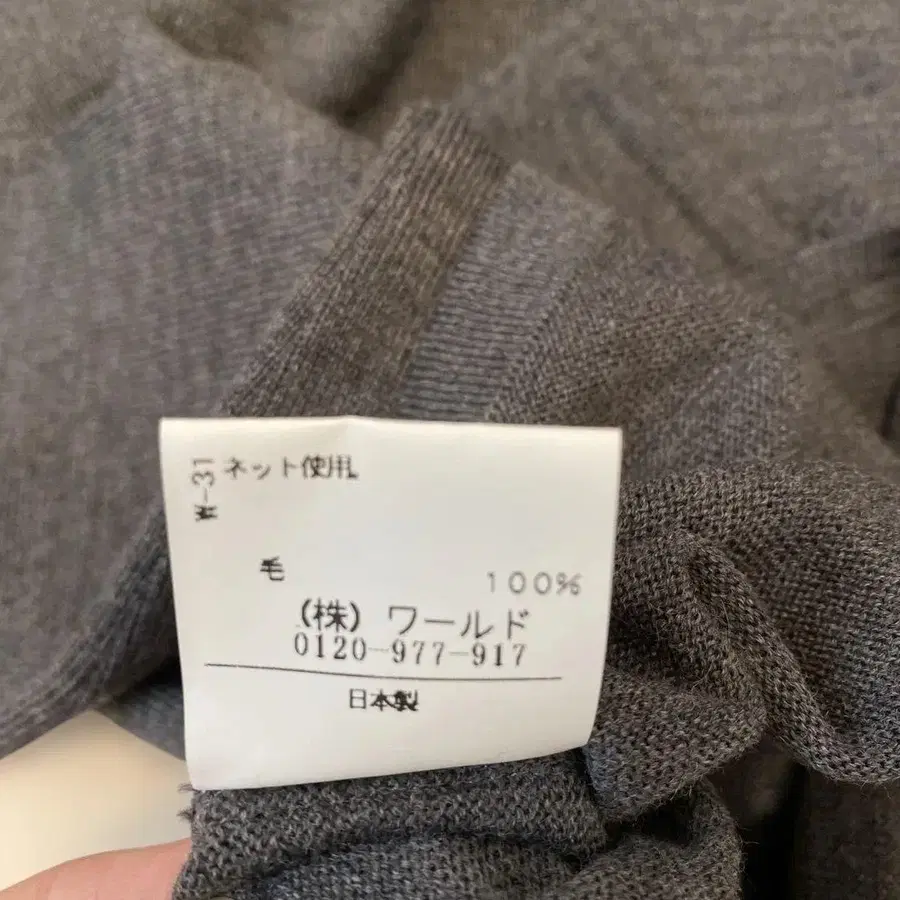 ネット使用
W-31
毛 100%
(株) ワールド
0120-977-917
日本製